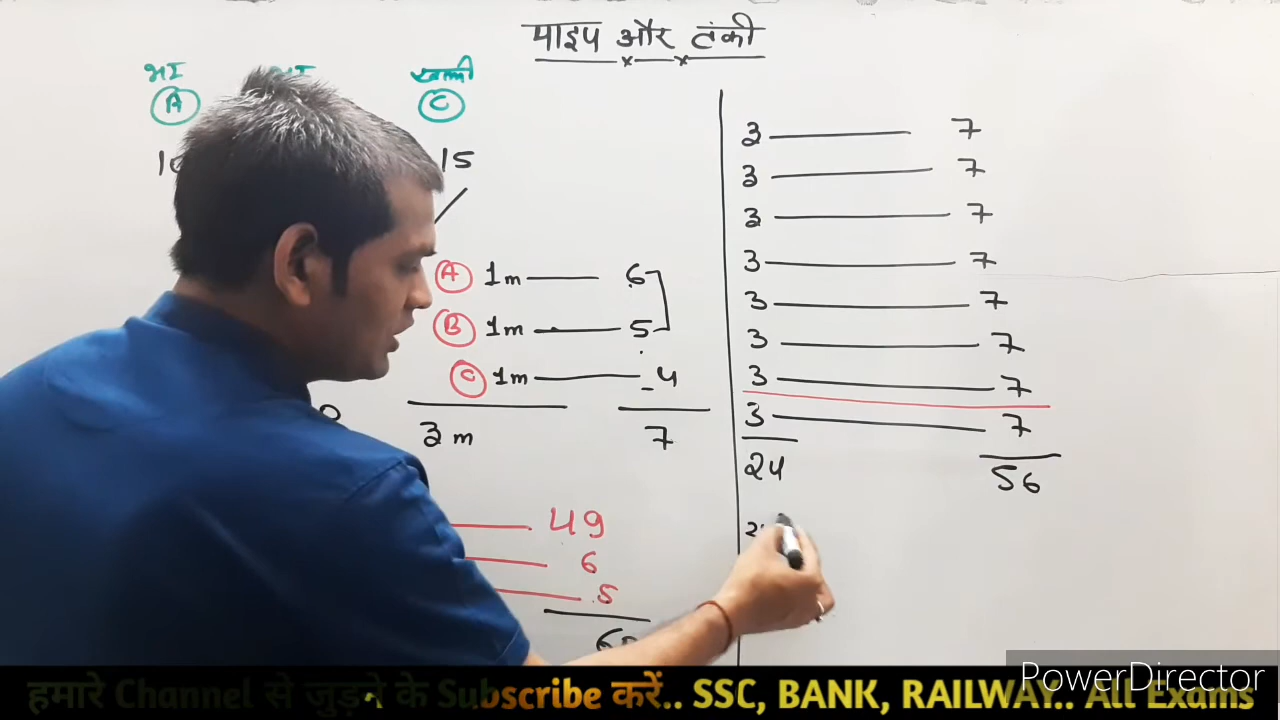 पाइप और टंकी
भरा खाली
A C
15
A 1m 6
B 1m 5
C 1m -4
3m 7
49
6
5
3 7
3 7
3 7
3 7
3 7
3 7
3 7
3 7
24 56
PowerDirector
हमारे Channel से जुड़ने के Subscribe करें.. SSC, BANK, RAILWAY.. All Exams